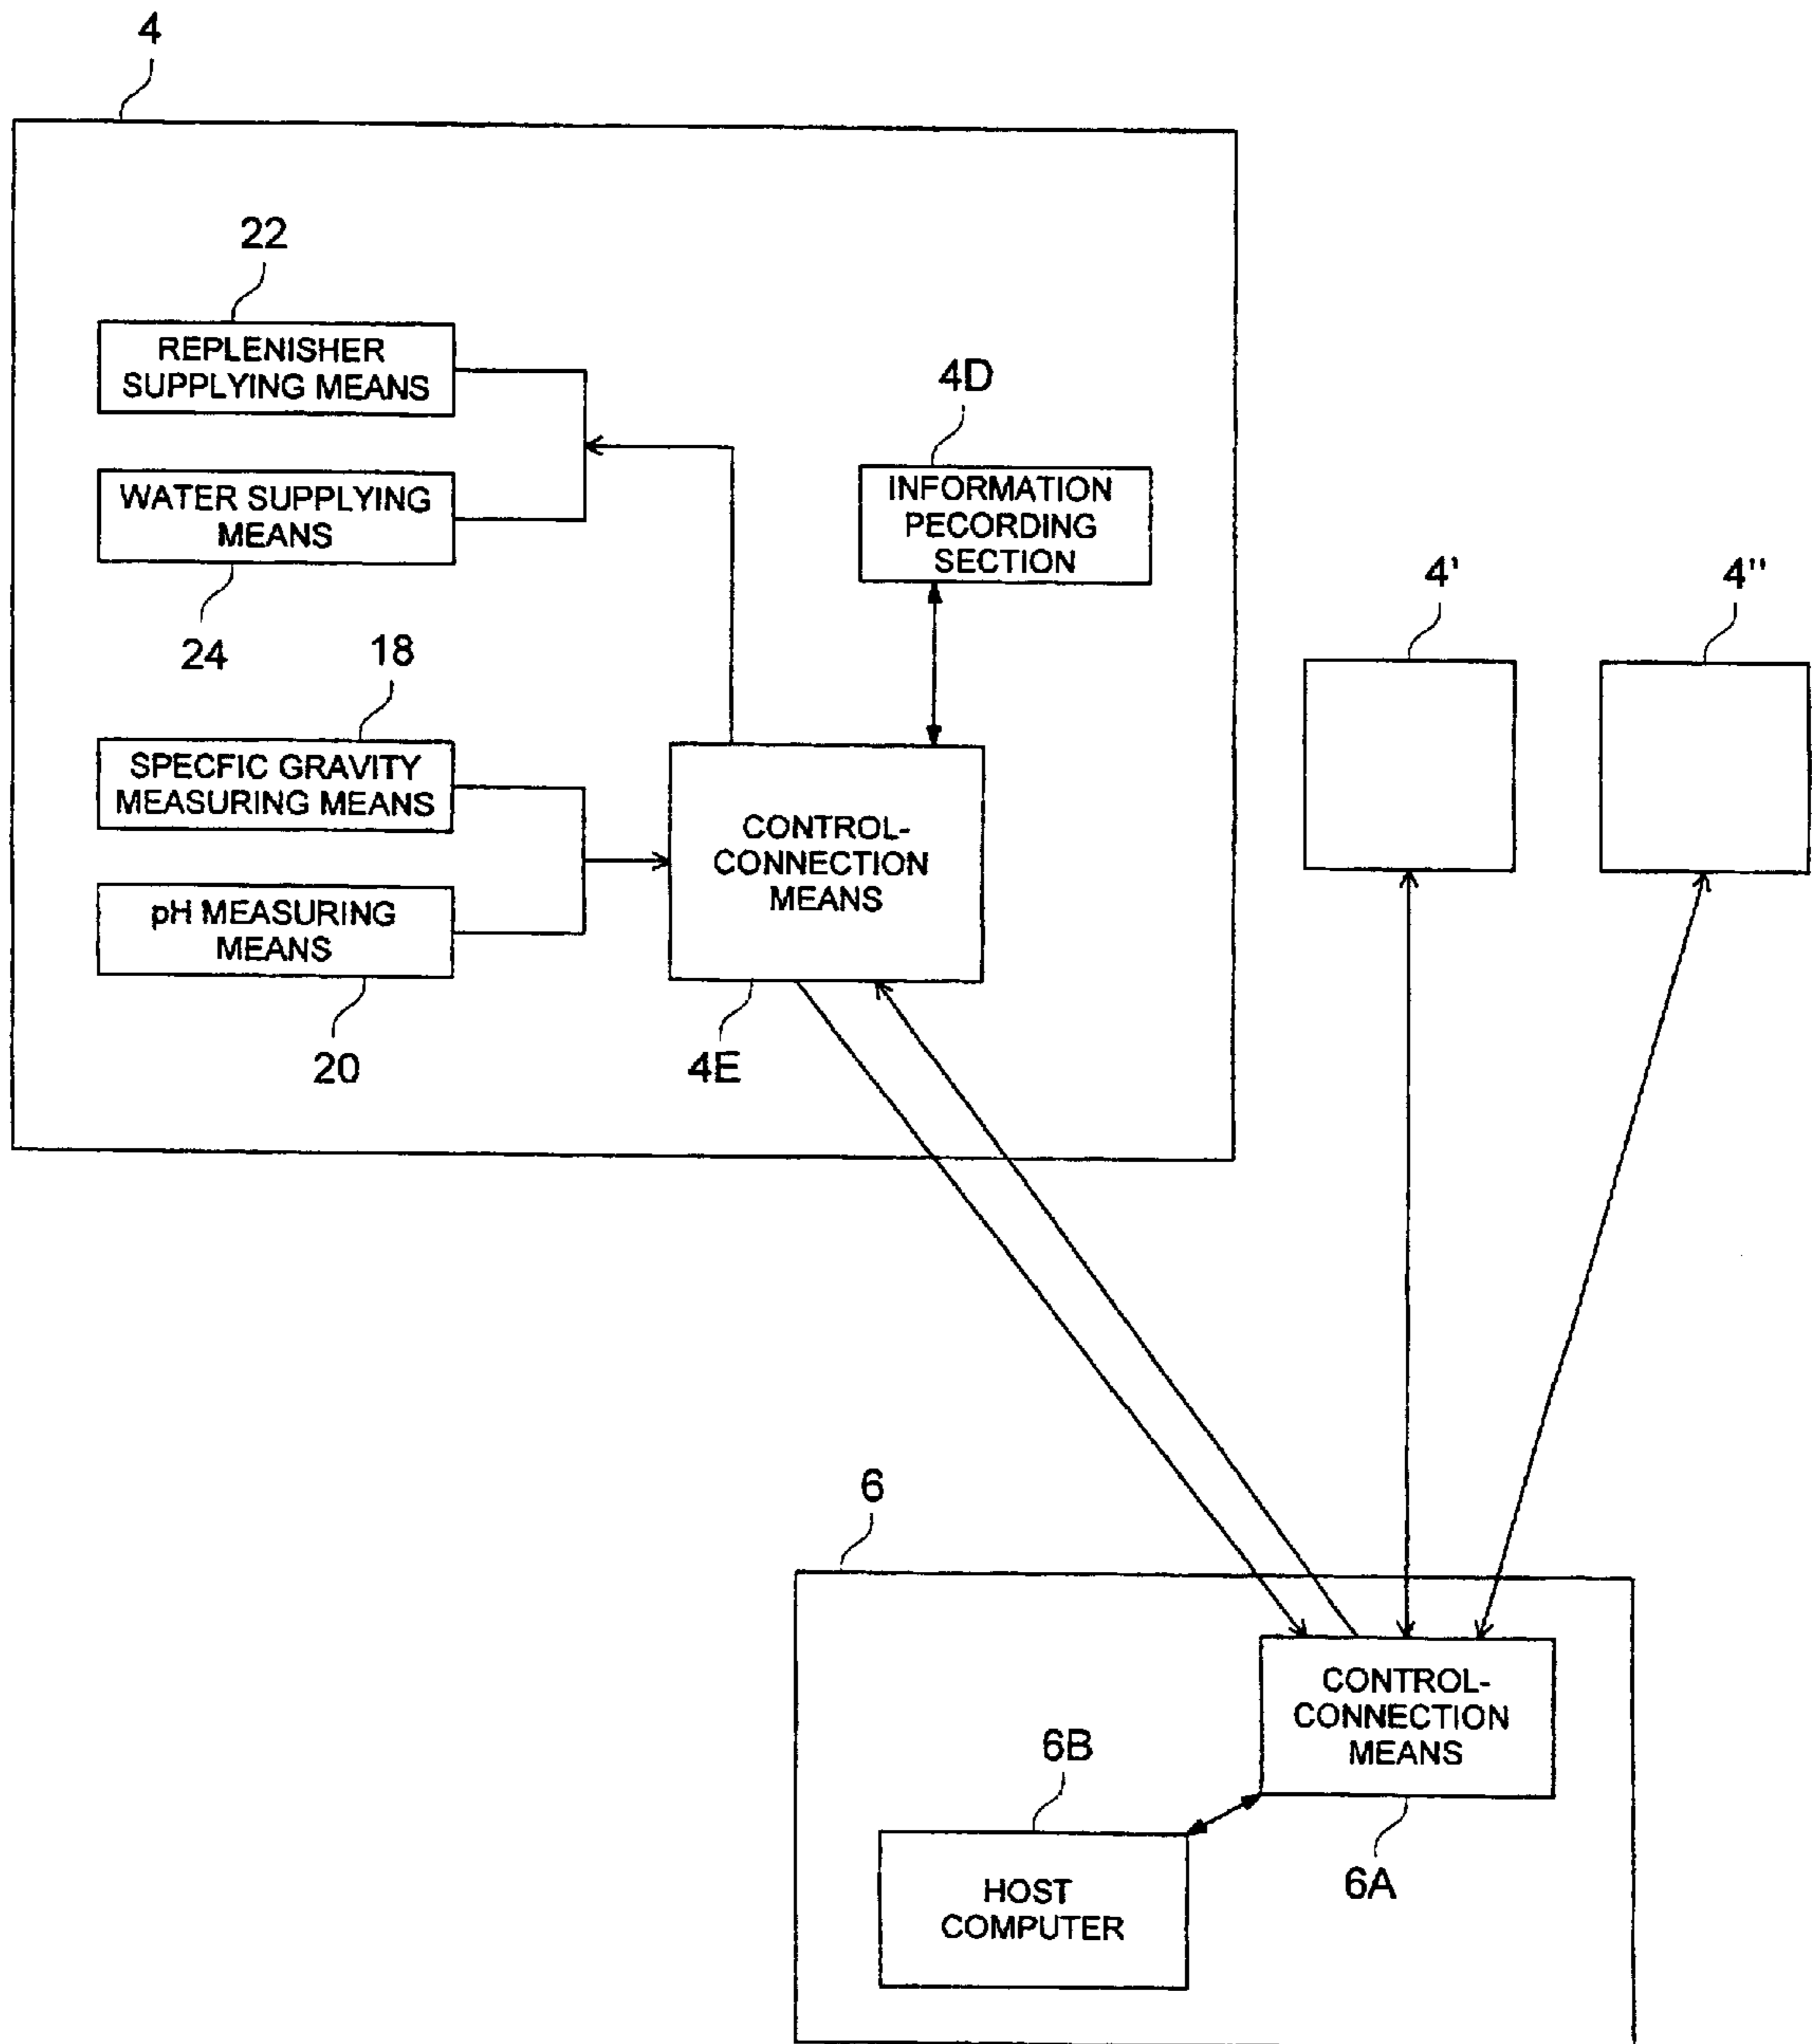 4
22
REPLENISHER
SUPPLYING MEANS
4D
WATER SUPPLYING
MEANS
INFORMATION
PECORDING
SECTION
24
4'
4"
18
SPECFIC GRAVITY
MEASURING MEANS
CONTROL-
CONNECTION
MEANS
pH MEASURING
MEANS
20
4E
6
CONTROL-
CONNECTION
MEANS
6B
6A
HOST
COMPUTER